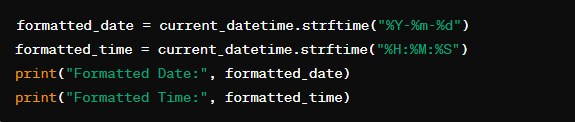 formatted_date = current_datetime.strftime("%Y-%m-%d")
formatted_time = current_datetime.strftime("%H:%M:%S")
print("Formatted Date:", formatted_date)
print("Formatted Time:", formatted_time)